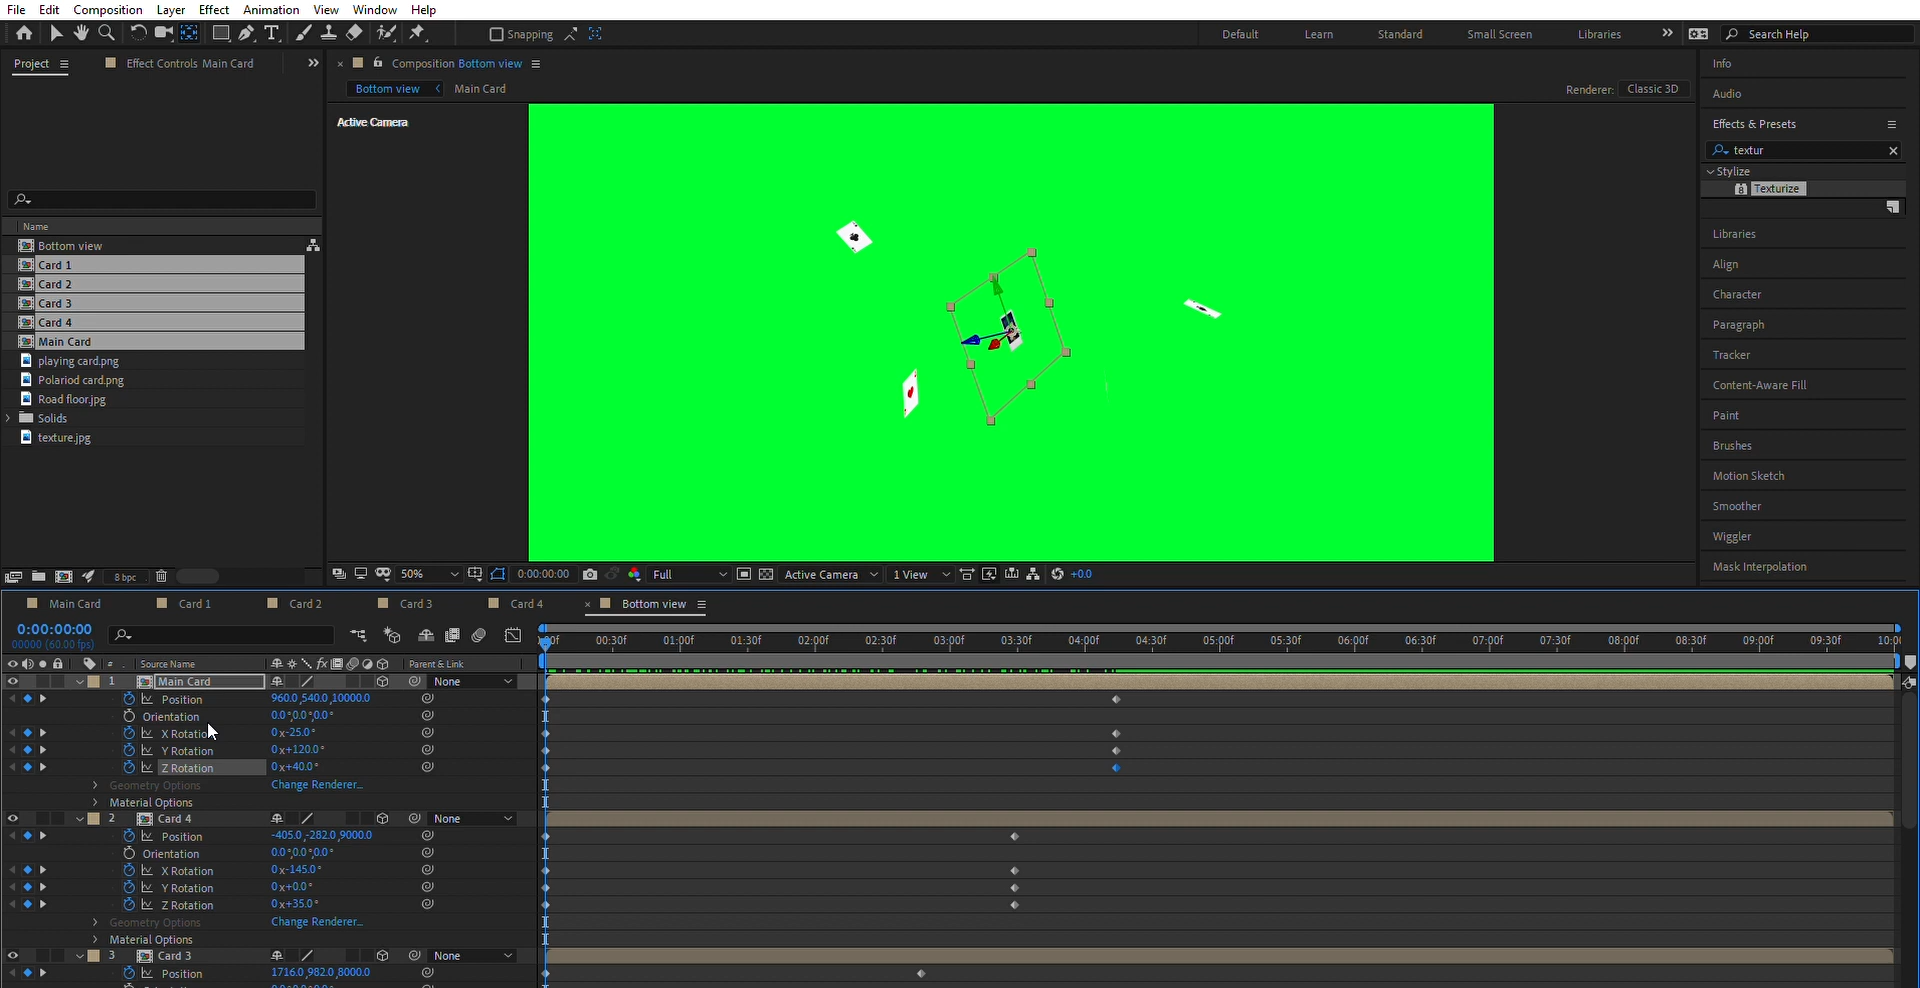 File Edit Composition Layer Effect Animation View Window Help
Snapping
Default Learn Standard Small Screen Libraries Search Help
Project Effect Controls Main Card
Composition Bottom view
Bottom view Main Card
Renderer: Classic 3D
Active Camera
Name
Bottom view
Card 1
Card 2
Card 3
Card 4
Main Card
playing card.png
Polariod card.png
Road floor.jpg
Solids
texture.jpg
8 bpc
50% 0:00:00:00 Full Active Camera 1 View +0.0
Info
Audio
Effects & Presets
textur
Stylize
8 Texturize
Libraries
Align
Character
Paragraph
Tracker
Content-Aware Fill
Paint
Brushes
Motion Sketch
Smoother
Wiggler
Mask Interpolation
Main Card Card 1 Card 2 Card 3 Card 4 Bottom view
0:00:00:00
00000 (60.00 fps)
00:30f 01:00f 01:30f 02:00f 02:30f 03:00f 03:30f 04:00f 04:30f 05:00f 05:30f 06:00f 06:30f 07:00f 07:30f 08:00f 08:30f 09:00f 09:30f 10:0
# Source Name Parent & Link
1 Main Card None
Position 960.0,540.0,10000.0
Orientation 0.0°,0.0°,0.0°
X Rotation 0x-25.0°
Y Rotation 0x+120.0°
Z Rotation 0x+40.0°
Geometry Options Change Renderer...
Material Options
2 Card 4 None
Position -405.0,-282.0,9000.0
Orientation 0.0°,0.0°,0.0°
X Rotation 0x-145.0°
Y Rotation 0x+0.0°
Z Rotation 0x+35.0°
Geometry Options Change Renderer...
Material Options
3 Card 3 None
Position 1716.0,982.0,8000.0